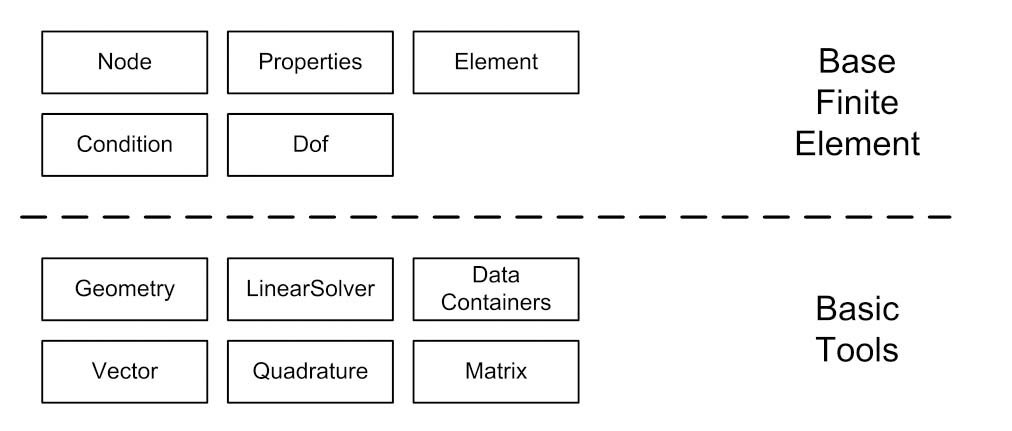 Node
Properties
Element
Condition
Dof
Base
Finite
Element
Geometry
LinearSolver
Data
Containers
Vector
Quadrature
Matrix
Basic
Tools